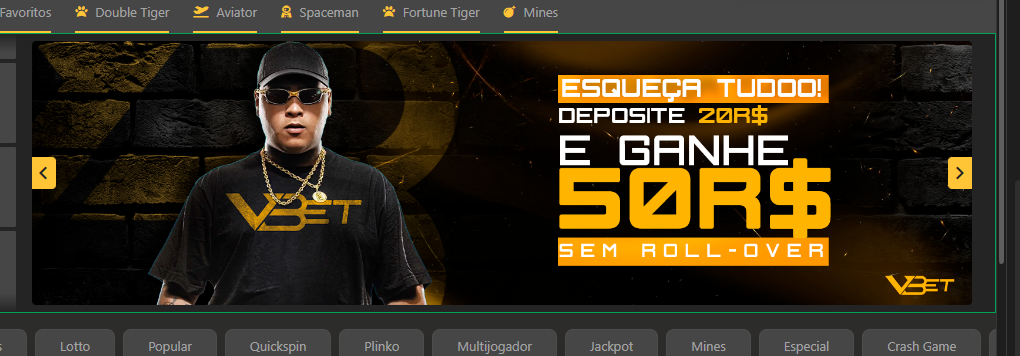 Favoritos
Double Tiger
Aviator
Spaceman
Fortune Tiger
Mines
ESQUEÇA TUDOO!
DEPOSITE 20R$
E GANHE
50R$
SEM ROLL-OVER
VBET
VBET
s
Lotto
Popular
Quickspin
Plinko
Multijogador
Jackpot
Mines
Especial
Crash Game